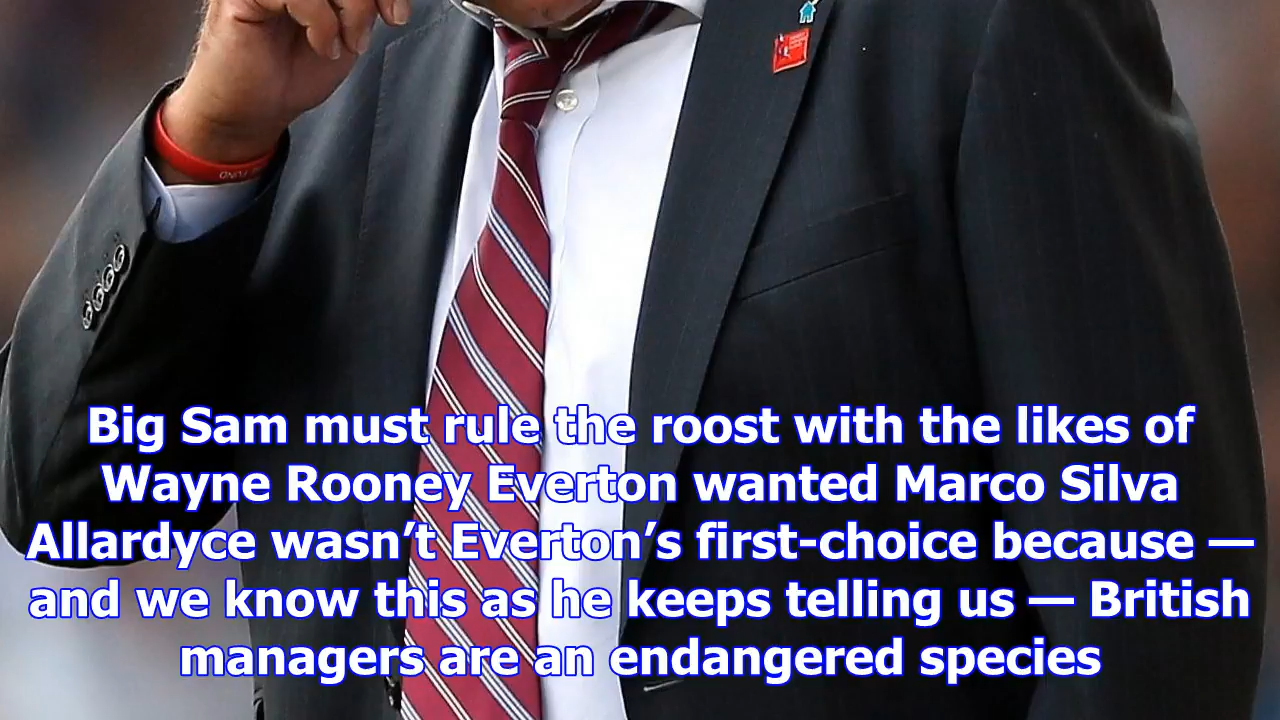 FUND
Big Sam must rule the roost with the likes of
Wayne Rooney Everton wanted Marco Silva
Allardyce wasn’t Everton’s first-choice because —
and we know this as he keeps telling us — British
managers are an endangered species